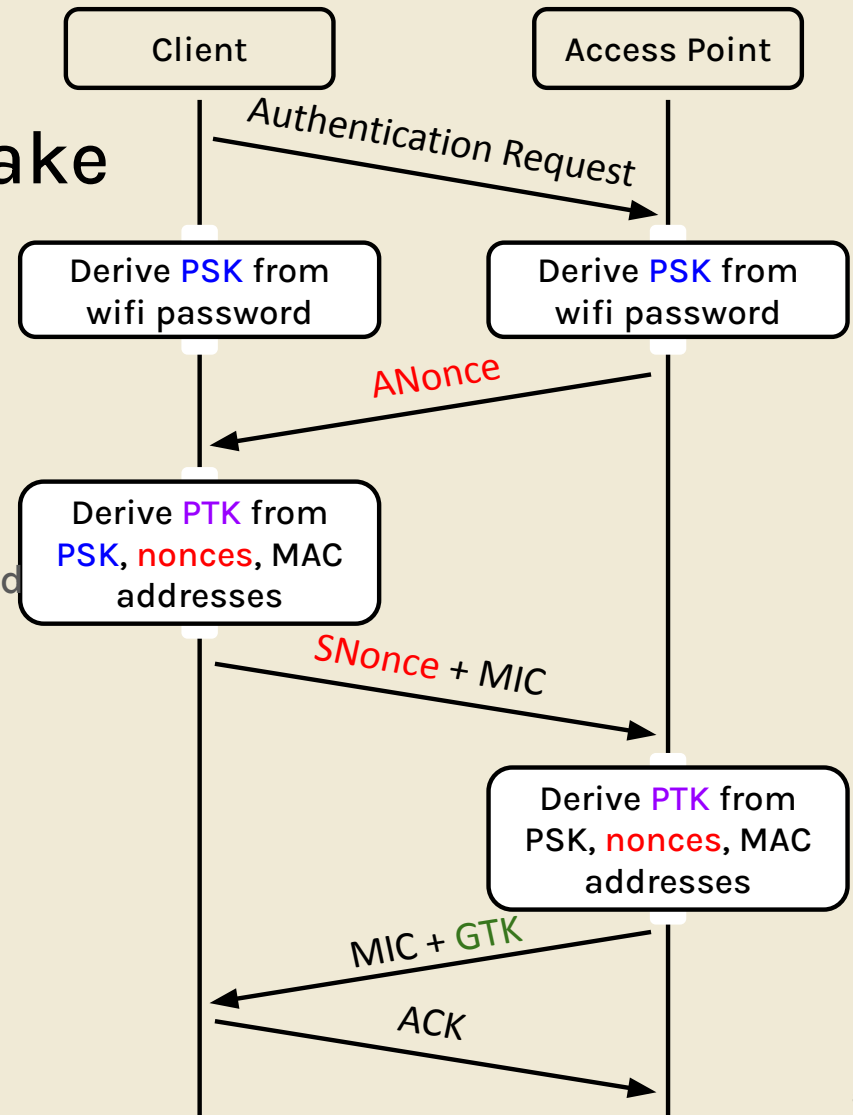 Client
Access Point
Authentication Request
ake
Derive PSK from
wifi password
Derive PSK from
wifi password
ANonce
Derive PTK from
PSK, nonces, MAC
addresses
d
SNonce + MIC
Derive PTK from
PSK, nonces, MAC
addresses
MIC + GTK
ACK